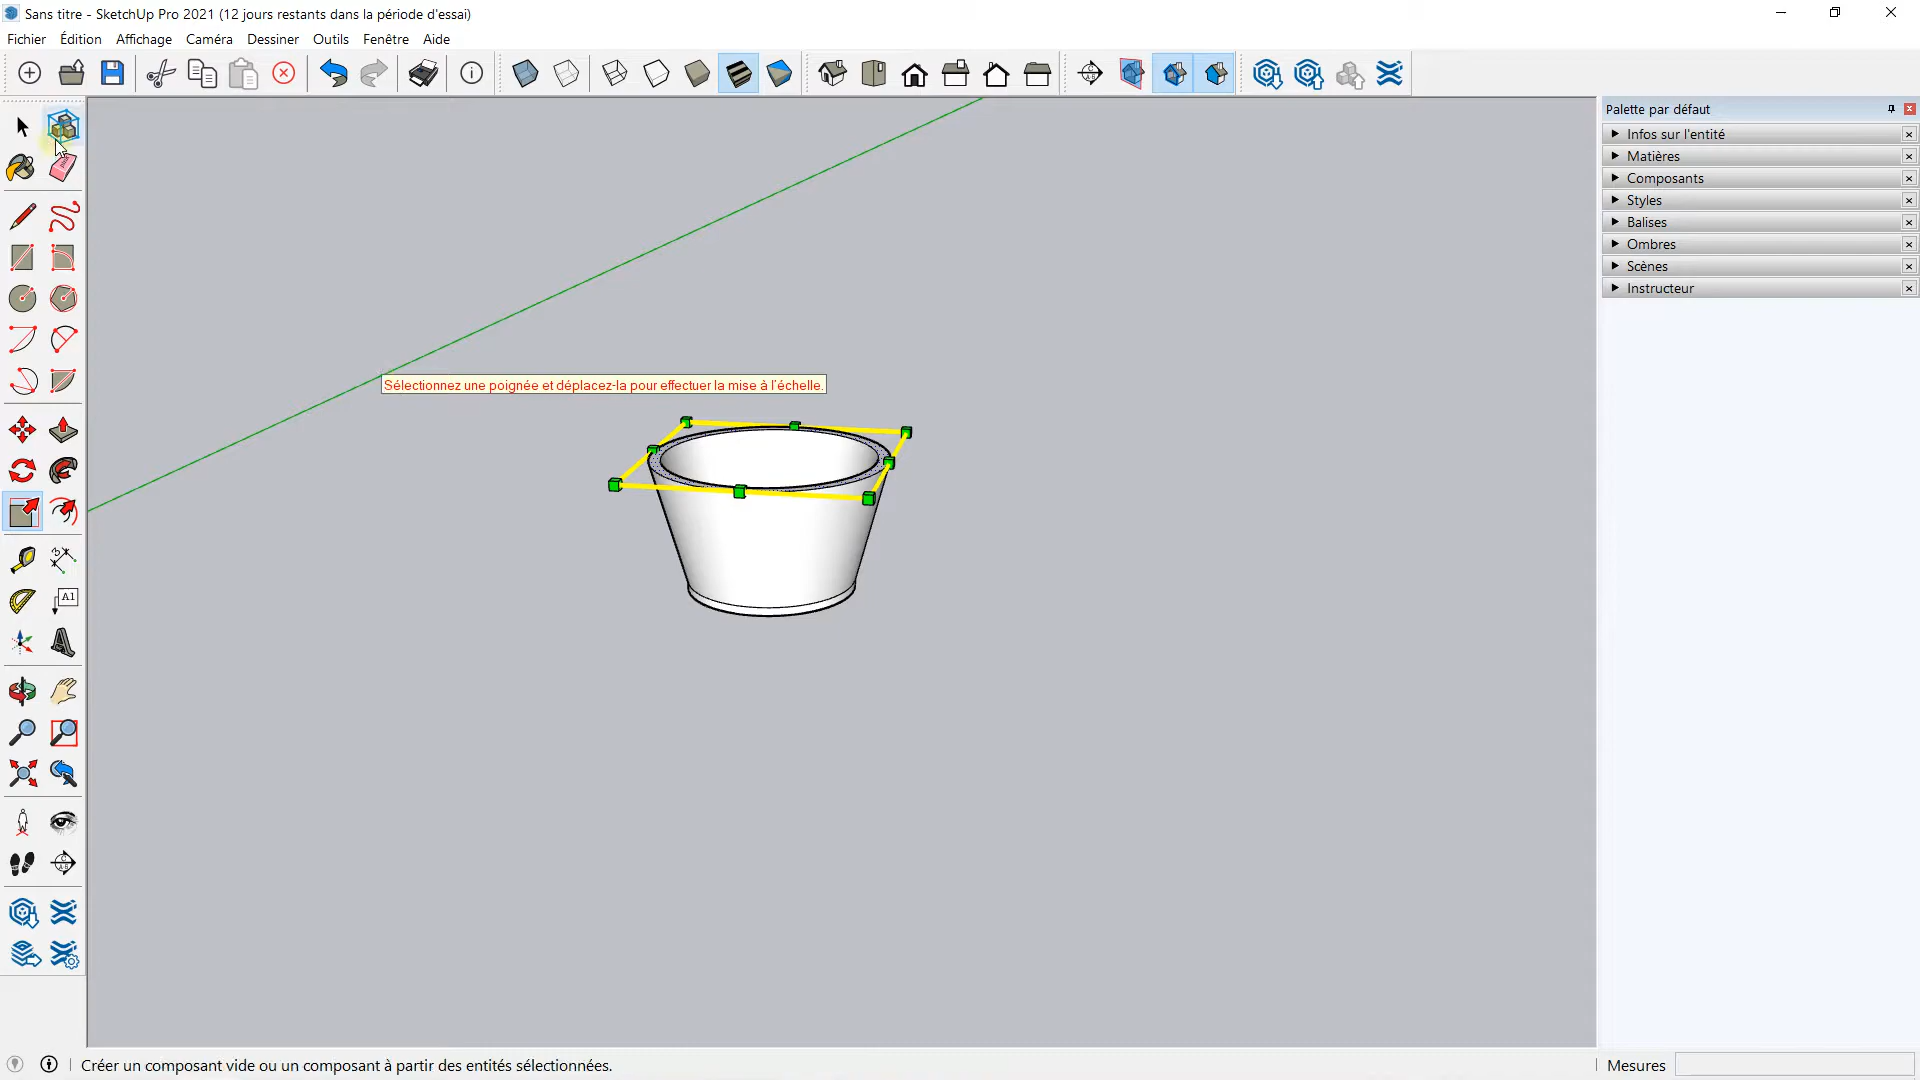 Sans titre - SketchUp Pro 2021 (12 jours restants dans la période d'essai)
Fichier Édition Affichage Caméra Dessiner Outils Fenêtre Aide
Palette par défaut
Infos sur l'entité
Matières
Composants
Styles
Balises
Ombres
Scènes
Instructeur
Sélectionnez une poignée et déplacez-la pour effectuer la mise à l'échelle.
A1
Créer un composant vide ou un composant à partir des entités sélectionnées.
Mesures